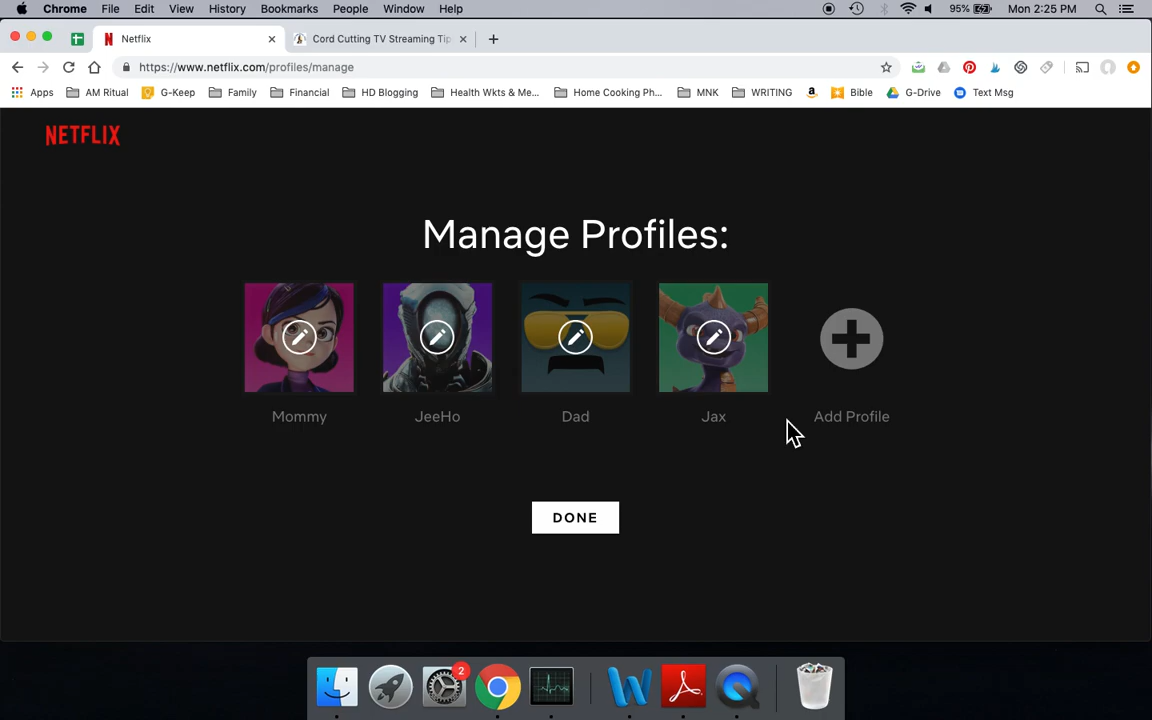 Chrome File Edit View History Bookmarks People Window Help 95% Mon 2:25 PM
Netflix Cord Cutting TV Streaming Tip
https://www.netflix.com/profiles/manage
Apps AM Ritual G-Keep Family Financial HD Blogging Health Wkts & Me... Home Cooking Ph... MNK WRITING Bible G-Drive Text Msg
NETFLIX
Manage Profiles:
Mommy JeeHo Dad Jax Add Profile
DONE
2